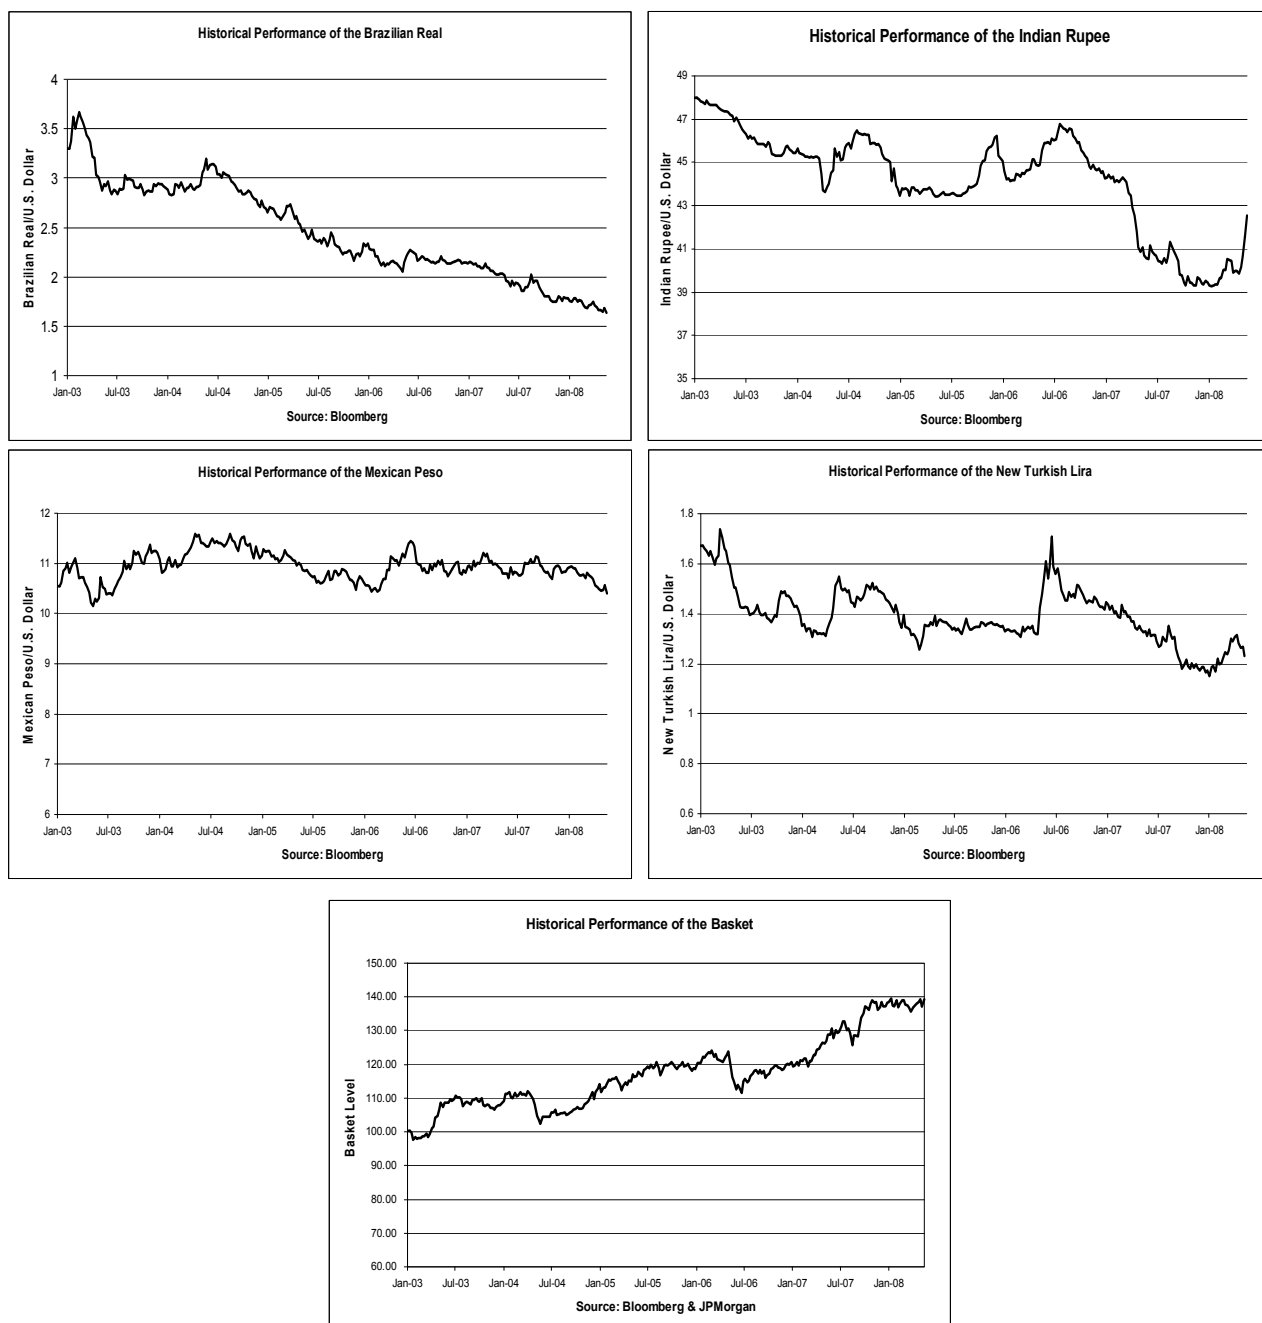 Historical Performance of the Brazilian Real
Brazilian Real/U.S. Dollar
4
3.5
3
2.5
2
1.5
1
Jan-03 Jul-03 Jan-04 Jul-04 Jan-05 Jul-05 Jan-06 Jul-06 Jan-07 Jul-07 Jan-08
Source: Bloomberg
Historical Performance of the Indian Rupee
Indian Rupee/U.S. Dollar
49
47
45
43
41
39
37
35
Jan-03 Jul-03 Jan-04 Jul-04 Jan-05 Jul-05 Jan-06 Jul-06 Jan-07 Jul-07 Jan-08
Source: Bloomberg
Historical Performance of the Mexican Peso
Mexican Peso/U.S. Dollar
12
11
10
9
8
7
6
Jan-03 Jul-03 Jan-04 Jul-04 Jan-05 Jul-05 Jan-06 Jul-06 Jan-07 Jul-07 Jan-08
Source: Bloomberg
Historical Performance of the New Turkish Lira
New Turkish Lira/U.S. Dollar
1.8
1.6
1.4
1.2
1
0.8
0.6
Jan-03 Jul-03 Jan-04 Jul-04 Jan-05 Jul-05 Jan-06 Jul-06 Jan-07 Jul-07 Jan-08
Source: Bloomberg
Historical Performance of the Basket
Basket Level
150.00
140.00
130.00
120.00
110.00
100.00
90.00
80.00
70.00
60.00
Jan-03 Jul-03 Jan-04 Jul-04 Jan-05 Jul-05 Jan-06 Jul-06 Jan-07 Jul-07 Jan-08
Source: Bloomberg & JPMorgan